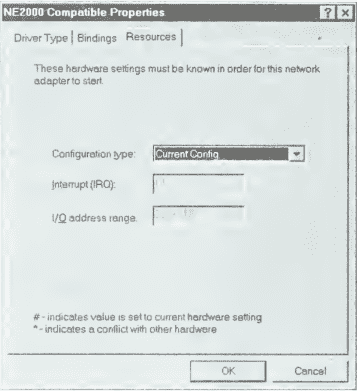 NE2000 Compatible Properties ? ×
Driver Type Bindings Resources
These hardware settings must be known in order for this network
adapter to start.
Configuration type: Current Config
Interrupt (IRQ):
I/O address range:
# - indicates value is set to current hardware setting
* - indicates a conflict with other hardware
OK Cancel